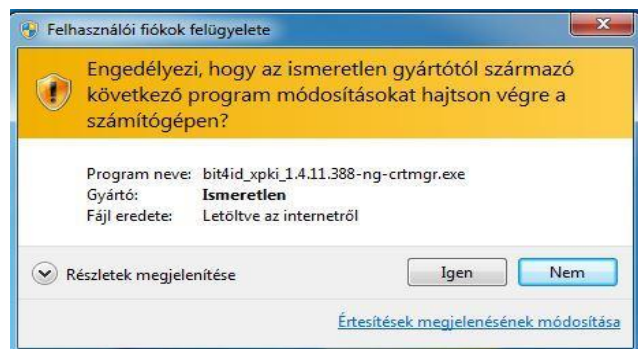 Felhasználói fiókok felügyelete
Engedélyezi, hogy az ismeretlen gyártótól származó
következő program módosításokat hajtson végre a
számítógépen?
Program neve: bit4id_xpki_1.4.11.388-ng-crtmgr.exe
Gyártó: Ismeretlen
Fájl eredete: Letöltve az internetről
Részletek megjelenítése
Igen
Nem
Értesítések megjelenésének módosítása